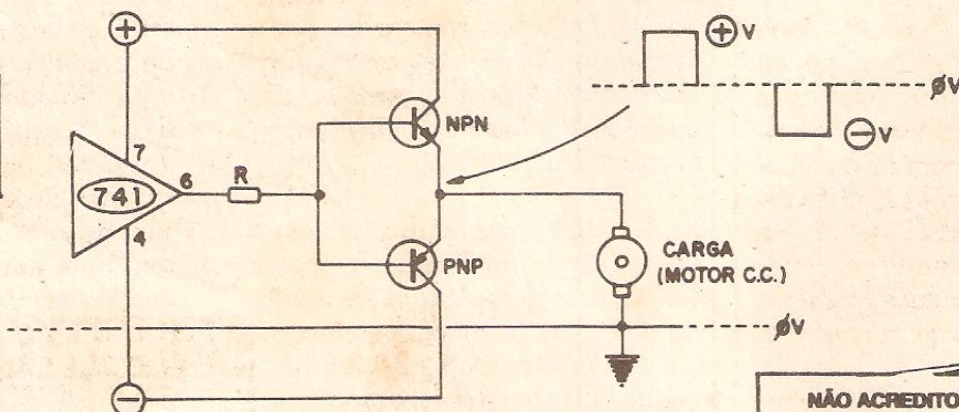 +
+ V
ØV
NPN
7
741
6
R
4
PNP
- V
CARGA
(MOTOR C.C.)
ØV
-
NÃO ACREDITO